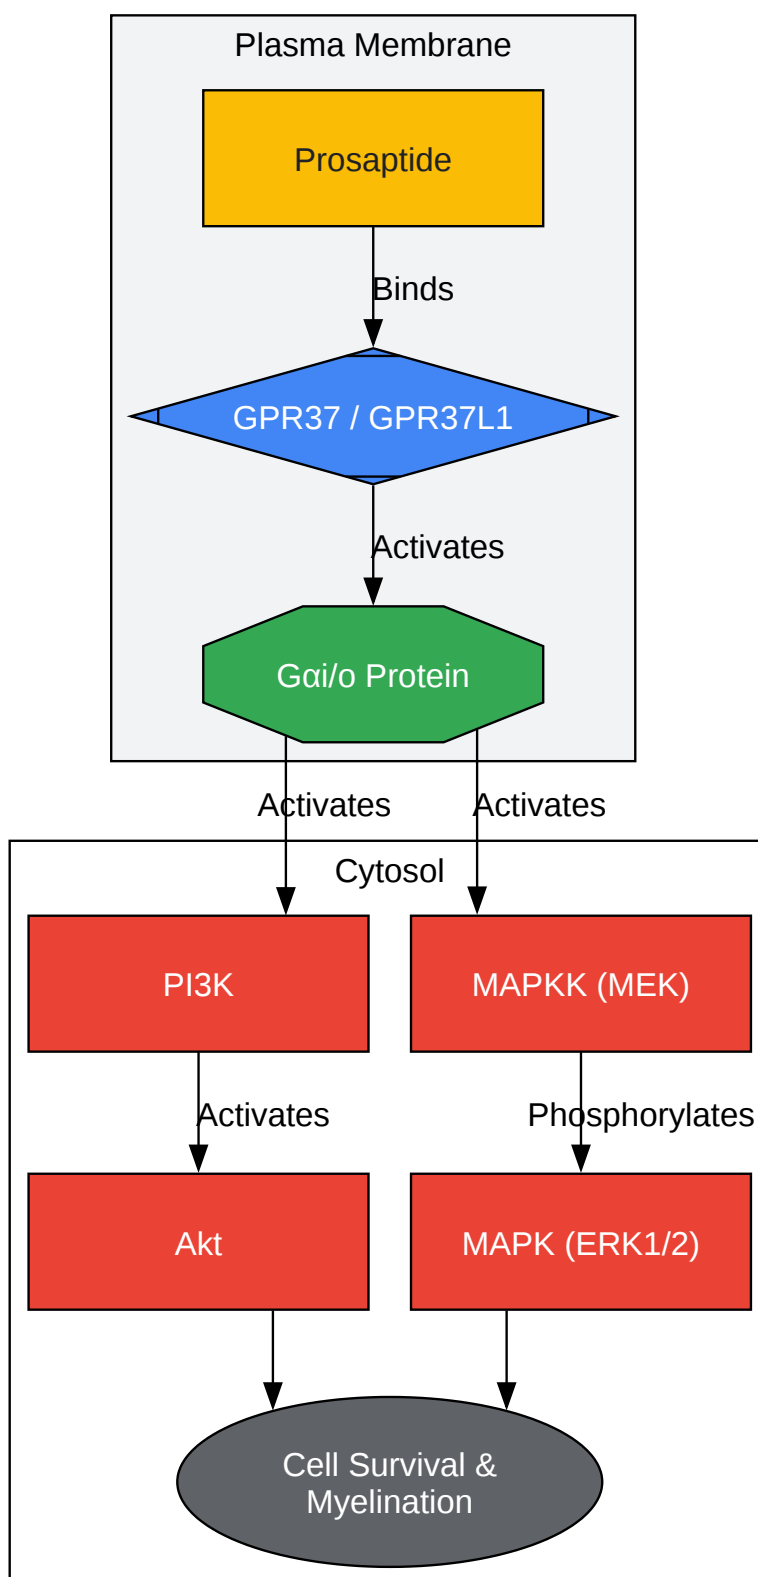 Plasma Membrane
Prosaptide
Binds
GPR37 / GPR37L1
Activates
Gαi/o Protein
Activates
Activates
Cytosol
PI3K
MAPKK (MEK)
Activates
Phosphorylates
Akt
MAPK (ERK1/2)
Cell Survival &
Myelination